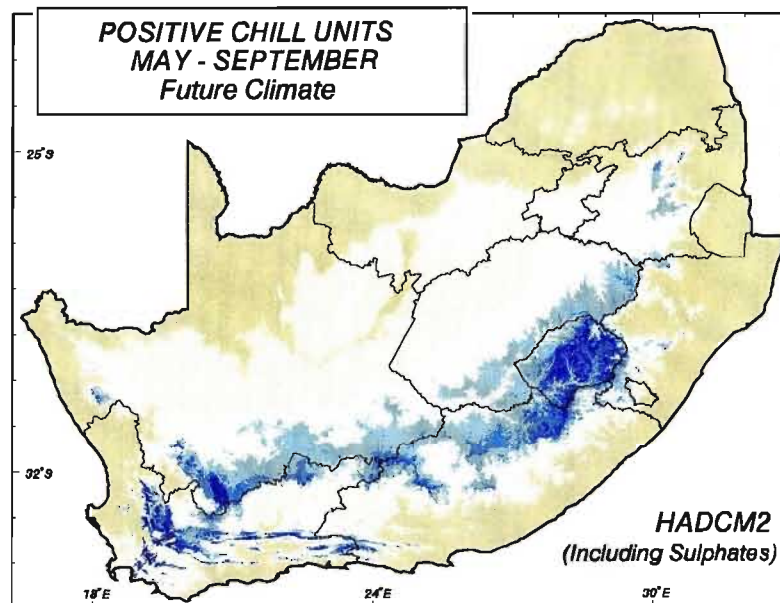 POSITIVE CHILL UNITS
MAY - SEPTEMBER
Future Climate
25°S
32°S
HADCM2
(Including Sulphates)
18°E
24°E
30°E